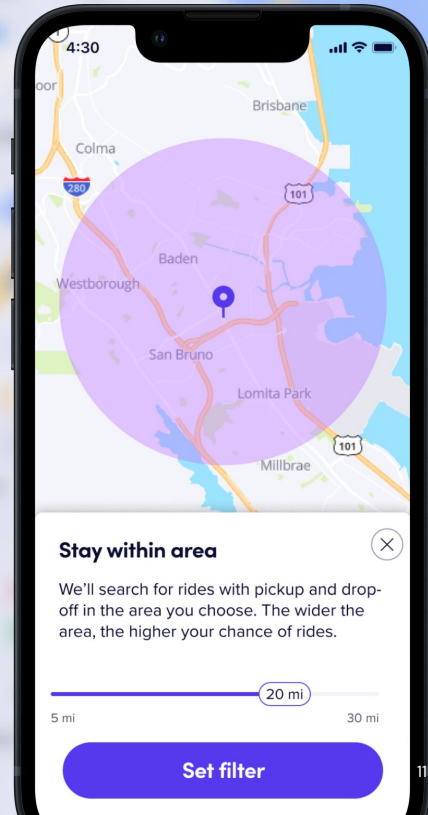 4:30
oor
Brisbane
Colma
280
101
Baden
Westborough
San Bruno
Lomita Park
101
Millbrae
Stay within area
We'll search for rides with pickup and drop-
off in the area you choose. The wider the
area, the higher your chance of rides.
20 mi
5 mi
30 mi
Set filter
11